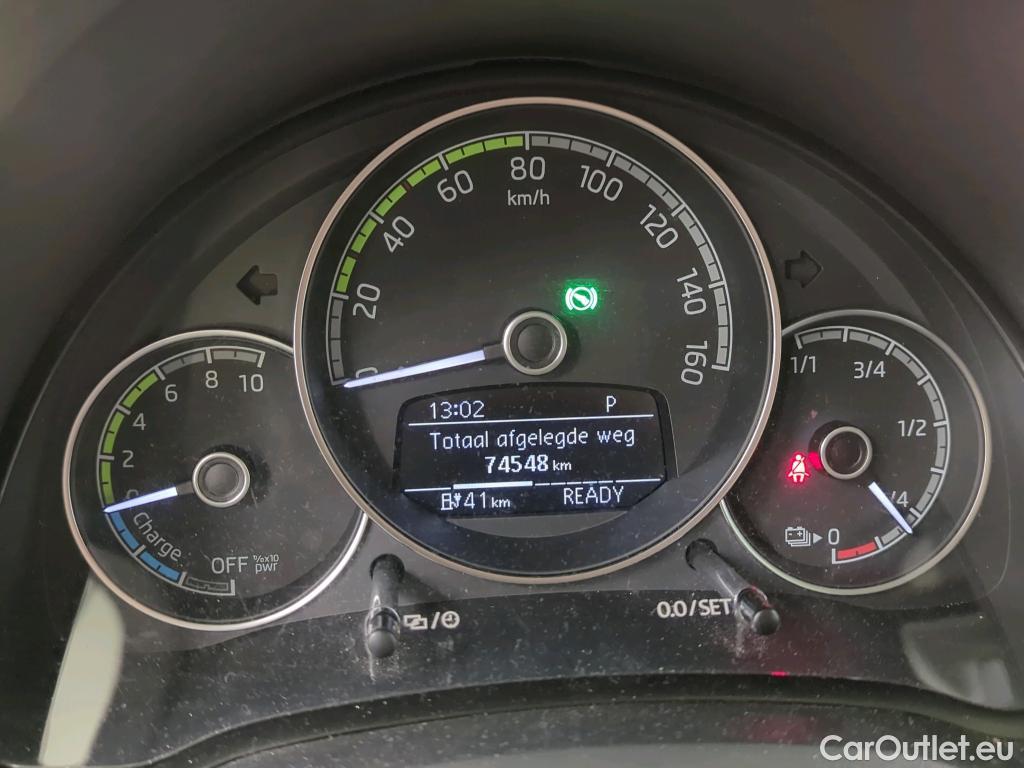 0 20 40 60 80 100 120 140 160
km/h
0 2 4 6 8 10
Charge
OFF %x10
pwr
13:02 P
Totaal afgelegde weg
74548 km
41 km READY
1/1 3/4 1/2 /4 0
0.0/SET
CarOutlet.eu